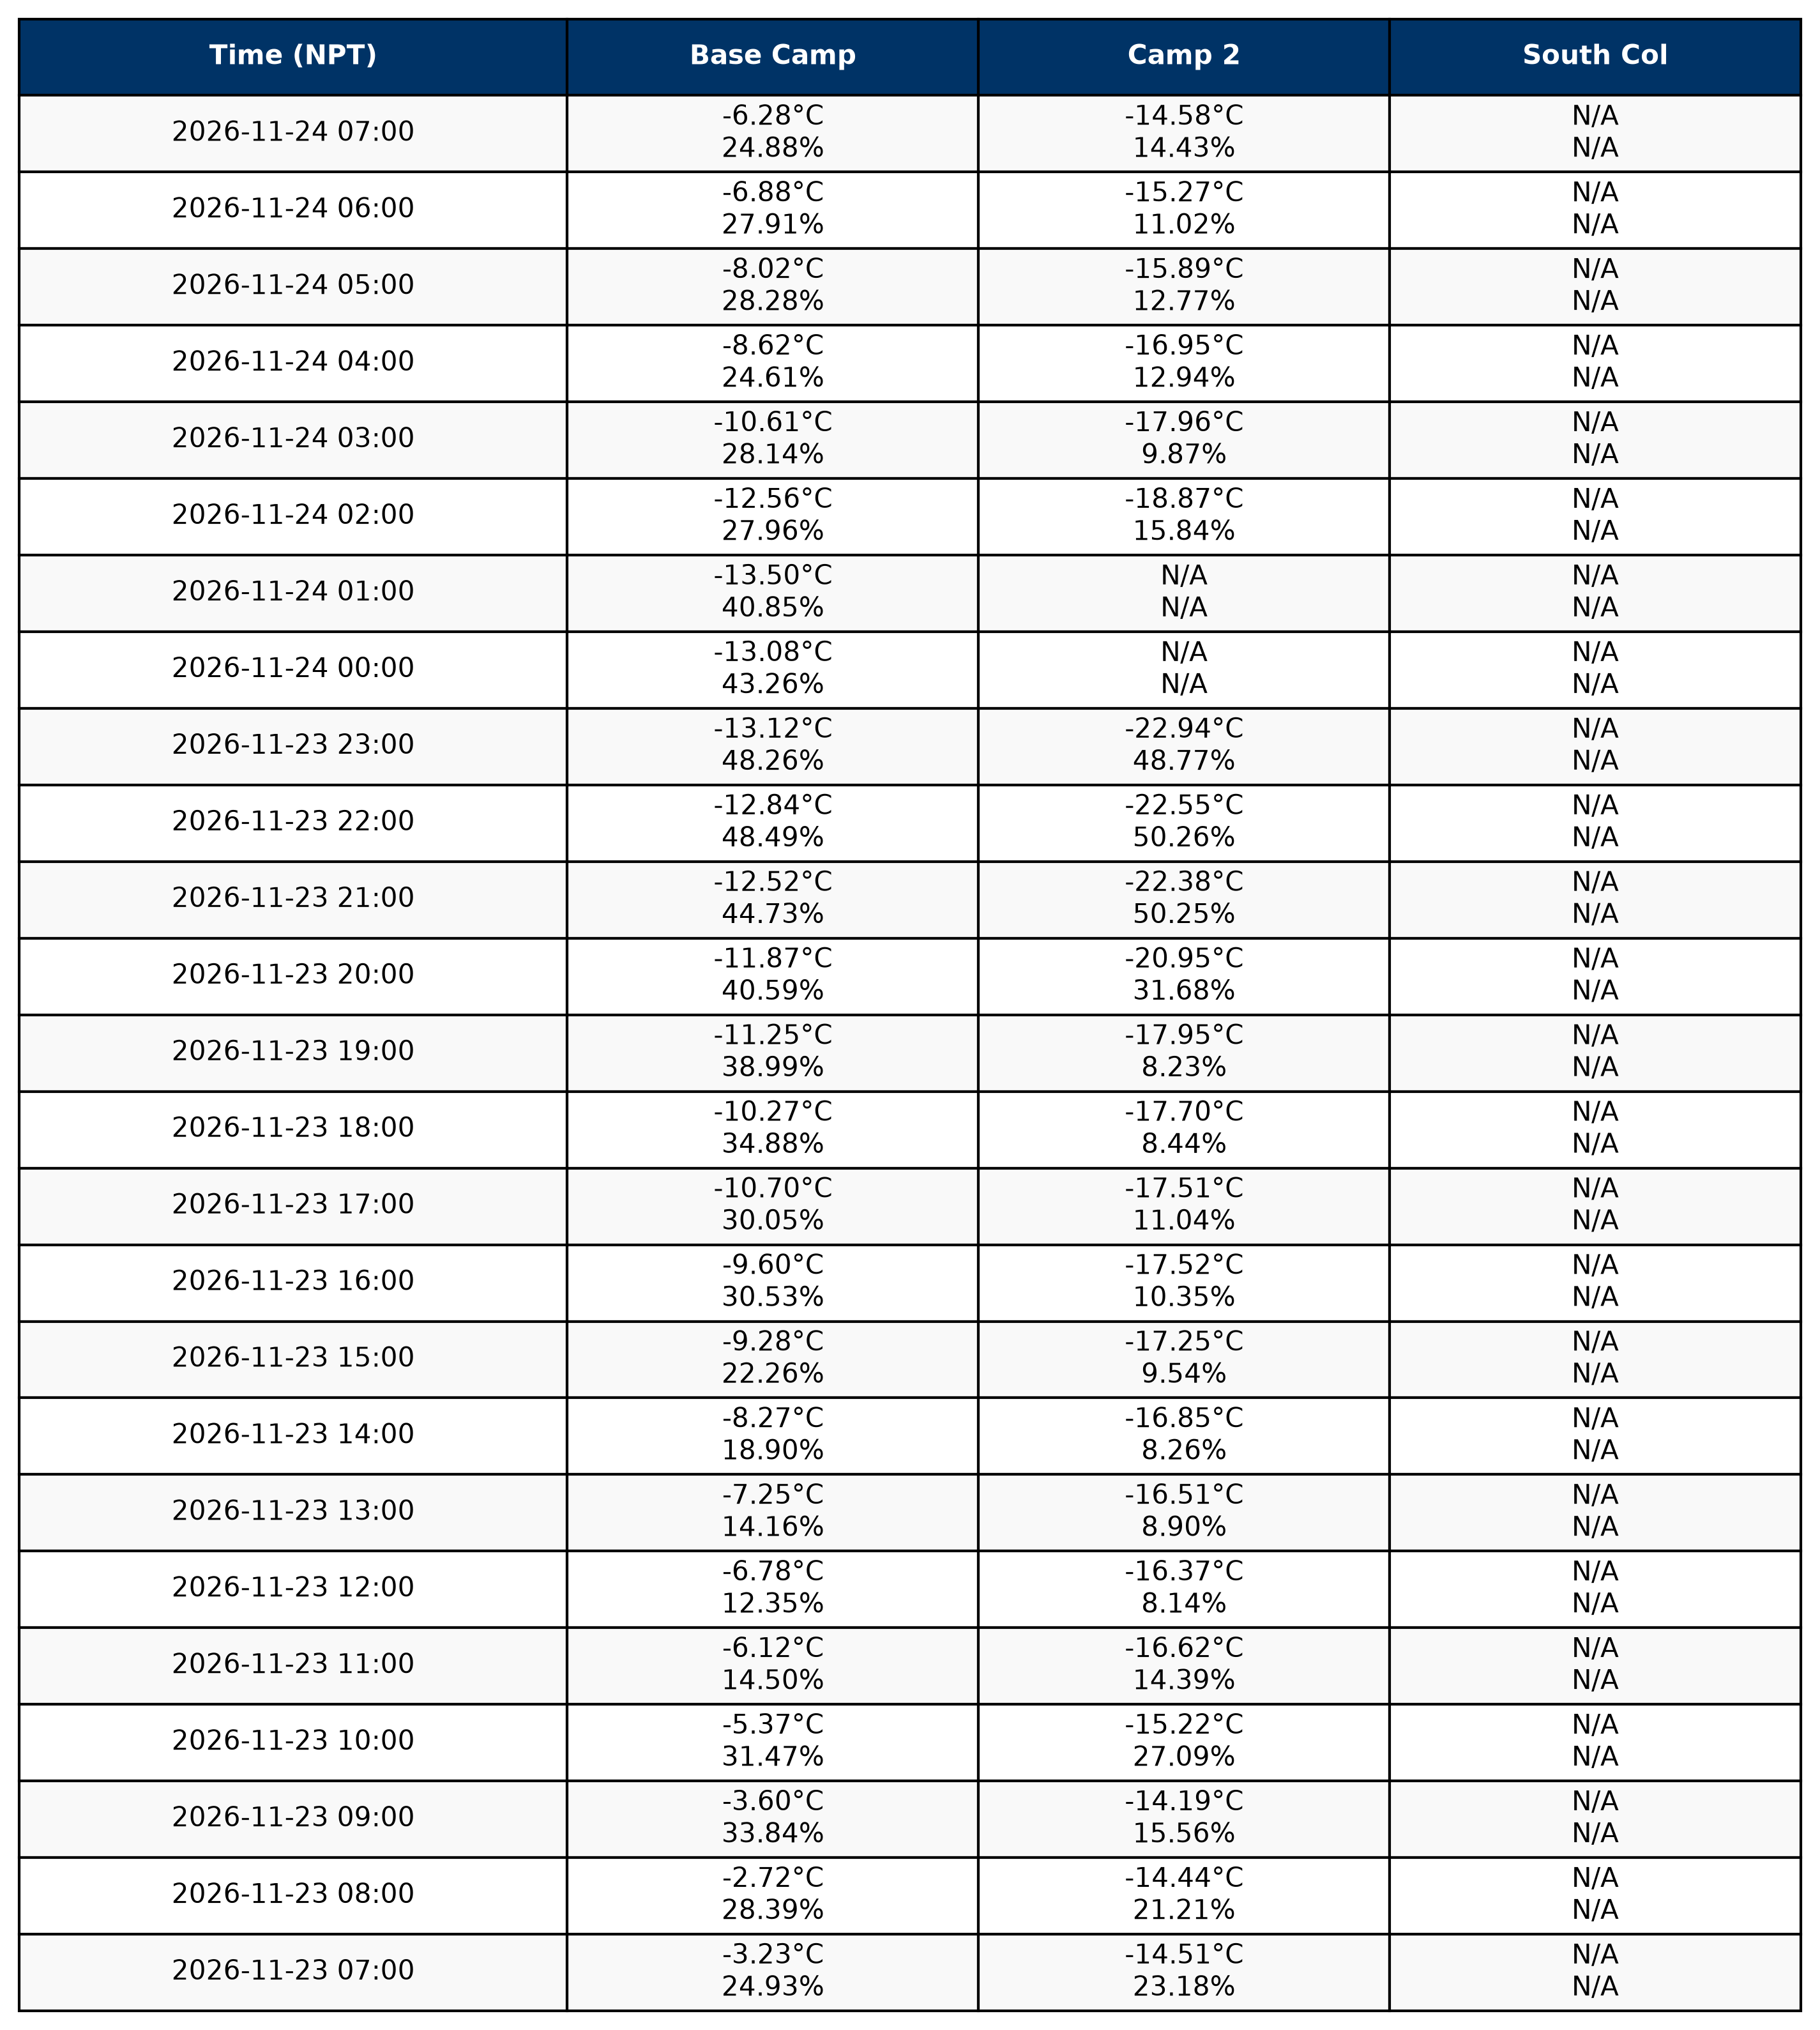 Time (NPT) Base Camp Camp 2 South Col
2026-11-24 07:00 -6.28°C -14.58°C N/A
24.88% 14.43% N/A
2026-11-24 06:00 -6.88°C -15.27°C N/A
27.91% 11.02% N/A
2026-11-24 05:00 -8.02°C -15.89°C N/A
28.28% 12.77% N/A
2026-11-24 04:00 -8.62°C -16.95°C N/A
24.61% 12.94% N/A
2026-11-24 03:00 -10.61°C -17.96°C N/A
28.14% 9.87% N/A
2026-11-24 02:00 -12.56°C -18.87°C N/A
27.96% 15.84% N/A
2026-11-24 01:00 -13.50°C N/A N/A
40.85% N/A N/A
2026-11-24 00:00 -13.08°C N/A N/A
43.26% N/A N/A
2026-11-23 23:00 -13.12°C -22.94°C N/A
48.26% 48.77% N/A
2026-11-23 22:00 -12.84°C -22.55°C N/A
48.49% 50.26% N/A
2026-11-23 21:00 -12.52°C -22.38°C N/A
44.73% 50.25% N/A
2026-11-23 20:00 -11.87°C -20.95°C N/A
40.59% 31.68% N/A
2026-11-23 19:00 -11.25°C -17.95°C N/A
38.99% 8.23% N/A
2026-11-23 18:00 -10.27°C -17.70°C N/A
34.88% 8.44% N/A
2026-11-23 17:00 -10.70°C -17.51°C N/A
30.05% 11.04% N/A
2026-11-23 16:00 -9.60°C -17.52°C N/A
30.53% 10.35% N/A
2026-11-23 15:00 -9.28°C -17.25°C N/A
22.26% 9.54% N/A
2026-11-23 14:00 -8.27°C -16.85°C N/A
18.90% 8.26% N/A
2026-11-23 13:00 -7.25°C -16.51°C N/A
14.16% 8.90% N/A
2026-11-23 12:00 -6.78°C -16.37°C N/A
12.35% 8.14% N/A
2026-11-23 11:00 -6.12°C -16.62°C N/A
14.50% 14.39% N/A
2026-11-23 10:00 -5.37°C -15.22°C N/A
31.47% 27.09% N/A
2026-11-23 09:00 -3.60°C -14.19°C N/A
33.84% 15.56% N/A
2026-11-23 08:00 -2.72°C -14.44°C N/A
28.39% 21.21% N/A
2026-11-23 07:00 -3.23°C -14.51°C N/A
24.93% 23.18% N/A